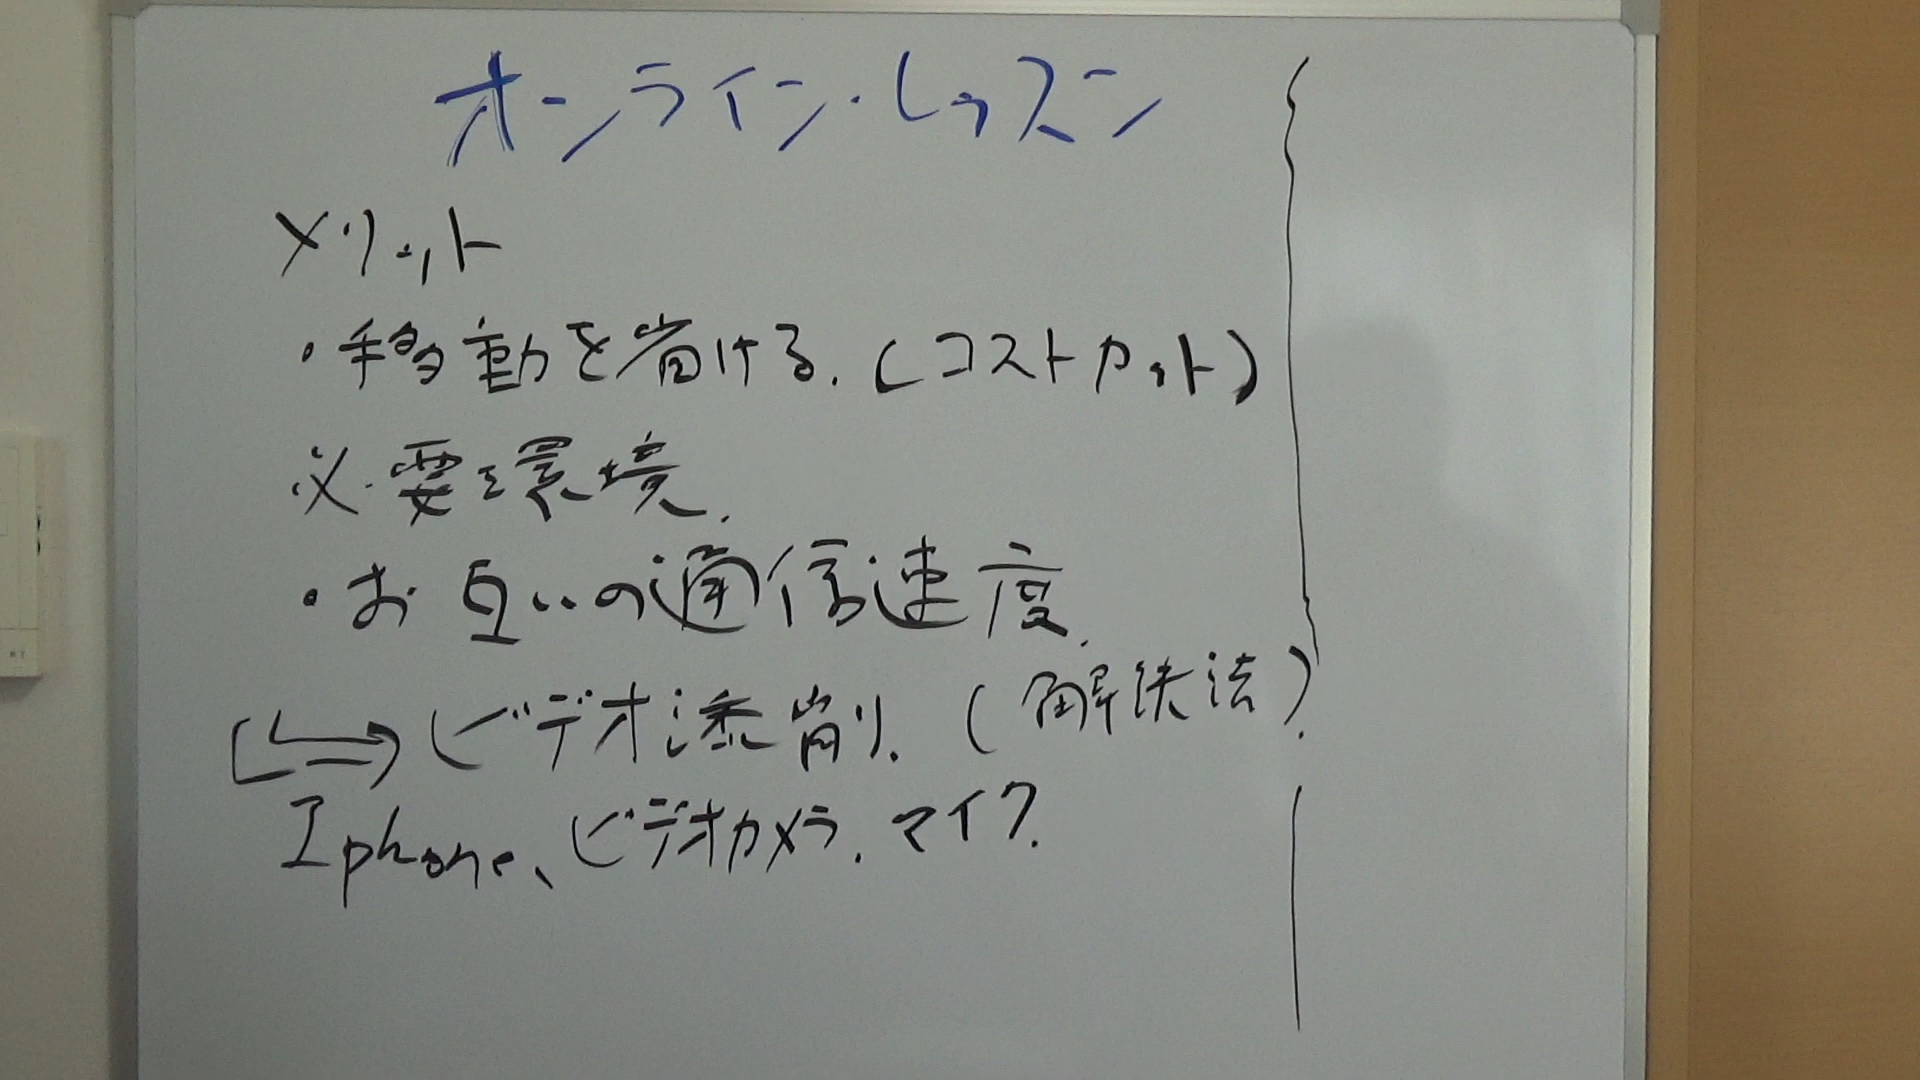 オンライン・レッスン
メリット
・移動を省ける.(コストカット)
必要な環境.
・お互いの通信速度.
⇒ビデオ添削.(解決法).
Iphone、ビデオカメラ.マイク.